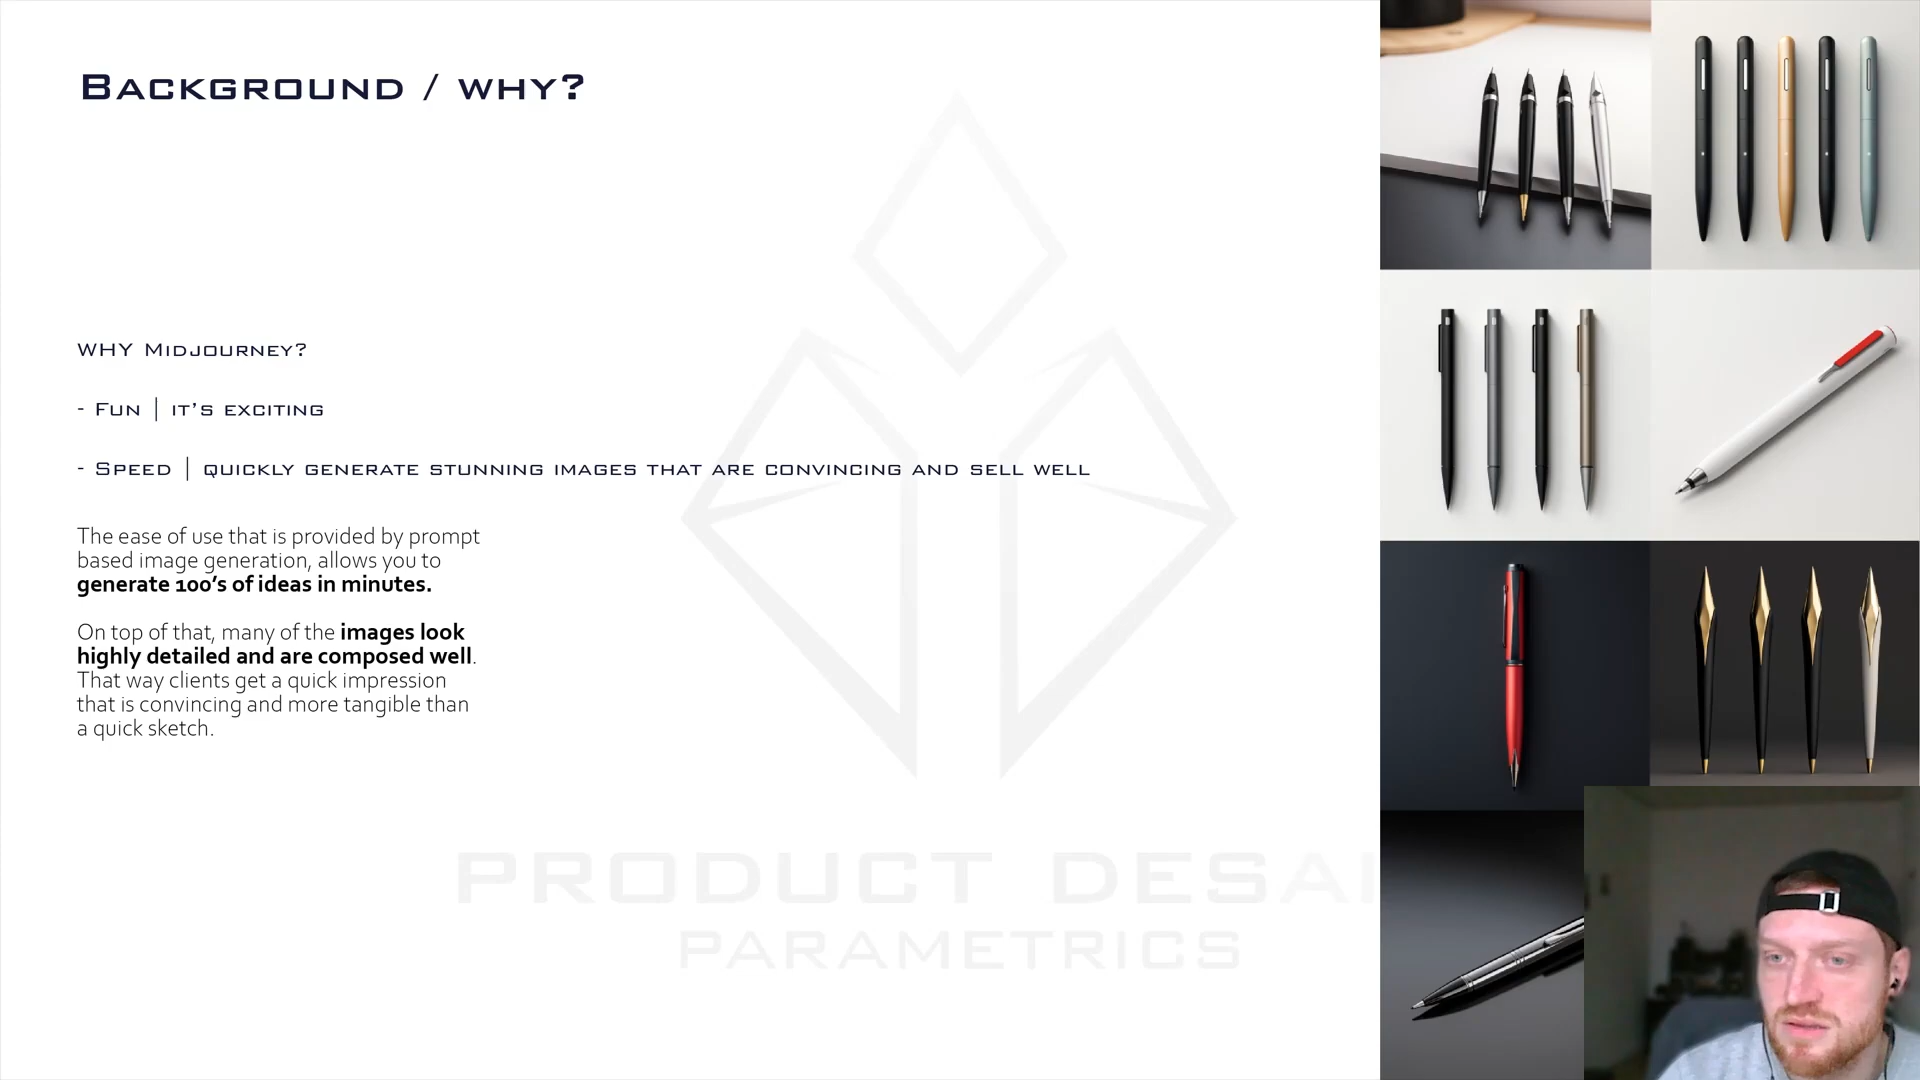 Background / why?
Why Midjourney?
- Fun | it's exciting
- Speed | quickly generate stunning images that are convincing and sell well
The ease of use that is provided by prompt
based image generation, allows you to
generate 100's of ideas in minutes.
On top of that, many of the images look
highly detailed and are composed well.
That way clients get a quick impression
that is convincing and more tangible than
a quick sketch.
PRODUCT DESAI
PARAMETRICS